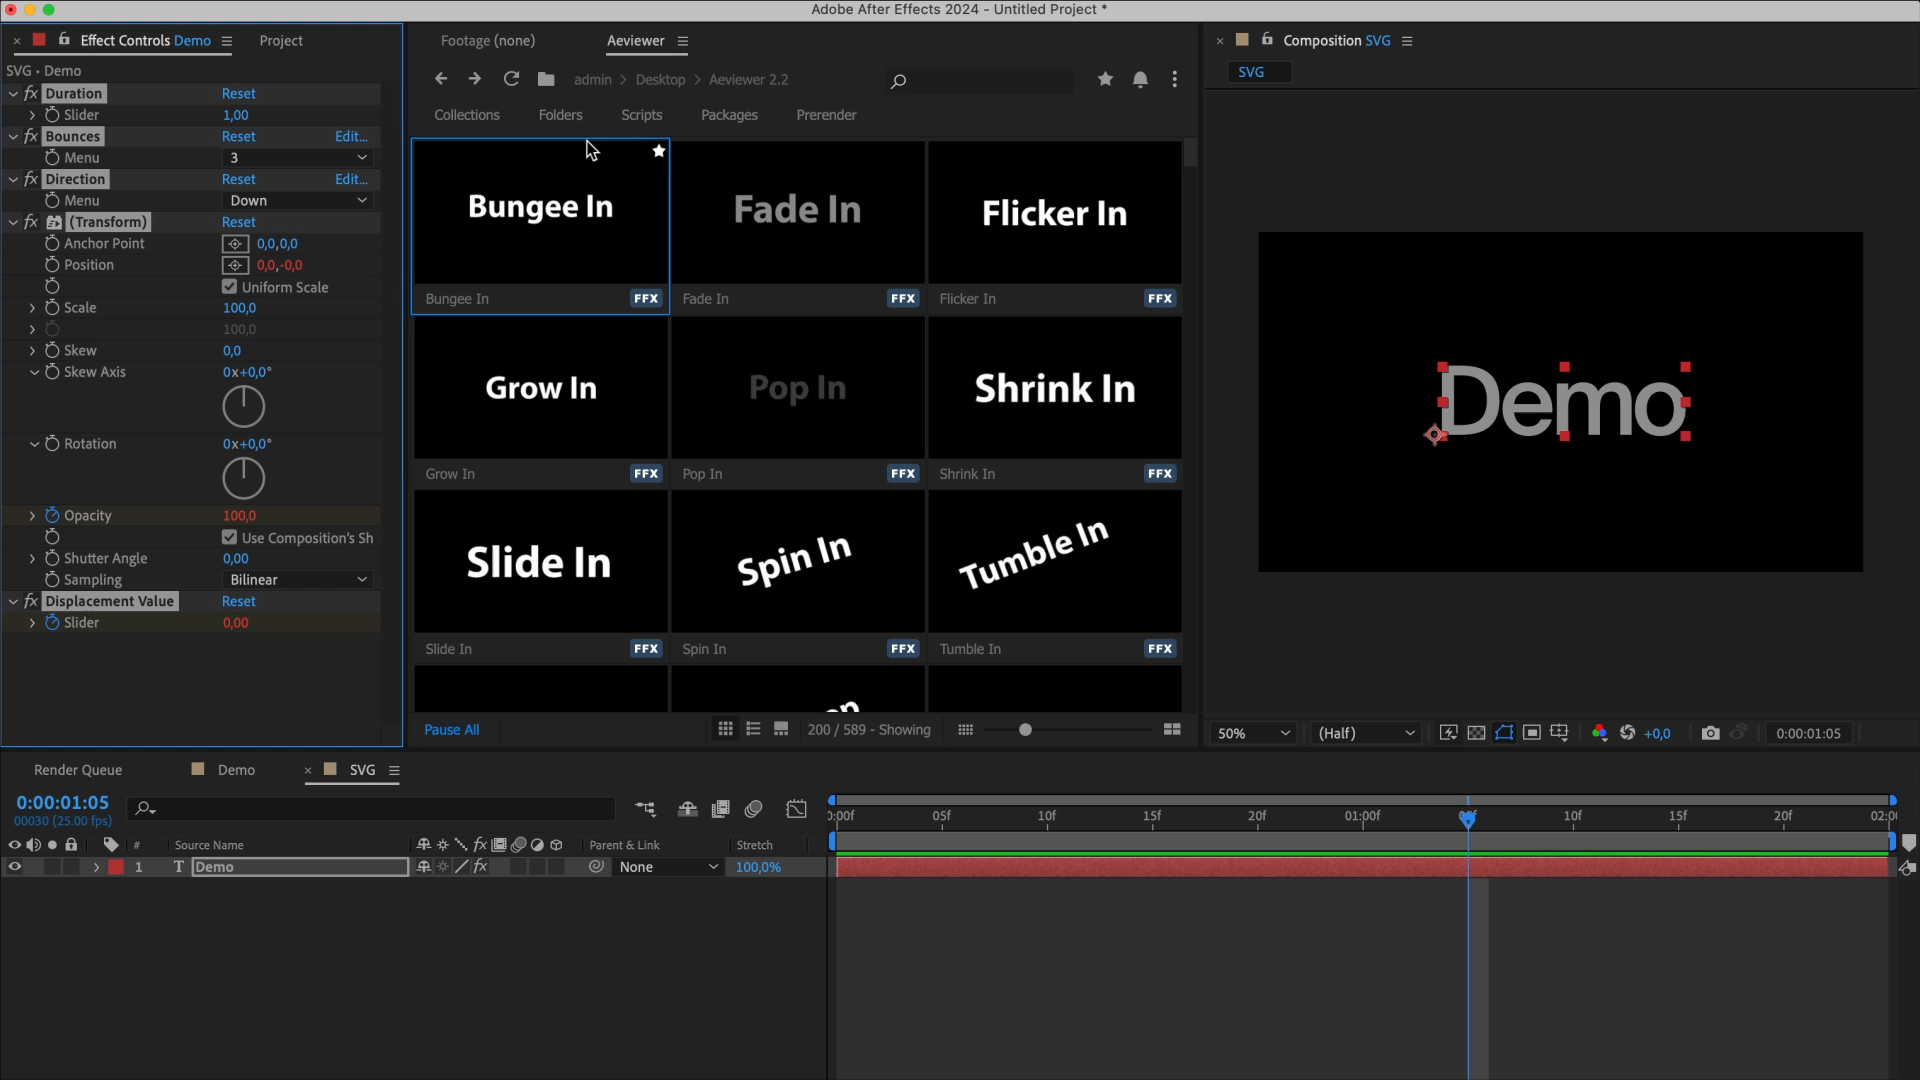 Adobe After Effects 2024 - Untitled Project *
Effect Controls Demo
Project
SVG • Demo
fx Duration Reset
Slider 1,00
fx Bounces Reset Edit...
Menu 3
fx Direction Reset Edit...
Menu Down
fx (Transform) Reset
Anchor Point 0,0,0,0
Position 0,0,-0,0
Uniform Scale
Scale 100,0
100,0
Skew 0,0
Skew Axis 0x+0,0°
Rotation 0x+0,0°
Opacity 100,0
Use Composition's Sh
Shutter Angle 0,00
Sampling Bilinear
fx Displacement Value Reset
Slider 0,00
Footage (none)
Aeviewer
admin > Desktop > Aeviewer 2.2
Collections Folders Scripts Packages Prerender
Bungee In Fade In Flicker In
Bungee In FFX Fade In FFX Flicker In FFX
Grow In Pop In Shrink In
Grow In FFX Pop In FFX Shrink In FFX
Slide In Spin In Tumble In
Slide In FFX Spin In FFX Tumble In FFX
Pause All
200 / 589 - Showing
Composition SVG
SVG
Demo
50% (Half) +0,0 0:00:01:05
Render Queue Demo SVG
0:00:01:05
00030 (25.00 fps)
# Source Name fx Parent & Link Stretch
1 T Demo fx None 100,0%
0:00f 05f 10f 15f 20f 01:00f 10f 15f 20f 02:0